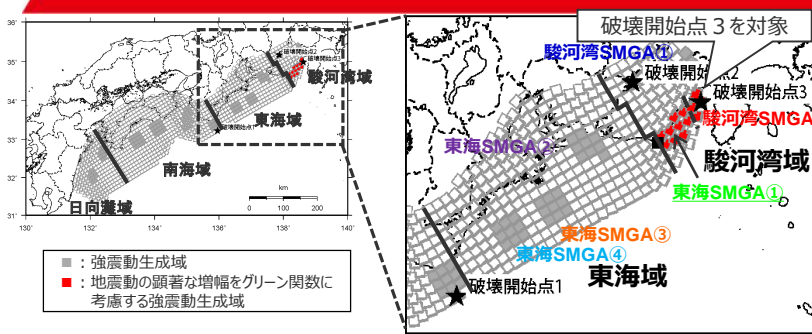 破壊開始点３を対象
36°
35°
34°
33°
32°
31°
130°
132°
134°
136°
138°
140°
破壊開始点2
破壊開始点3
駿河湾域
東海域
破壊開始点1
南海域
日向灘域
km
0 100 200
■：強震動生成域
■：地震動の顕著な増幅をグリーン関数に
考慮する強震動生成域
駿河湾SMGA①
破壊開始点2
破壊開始点3
駿河湾SMGA
東海SMGA2
駿河湾域
東海SMGA①
東海SMGA③
東海SMGA④
東海域
破壊開始点1